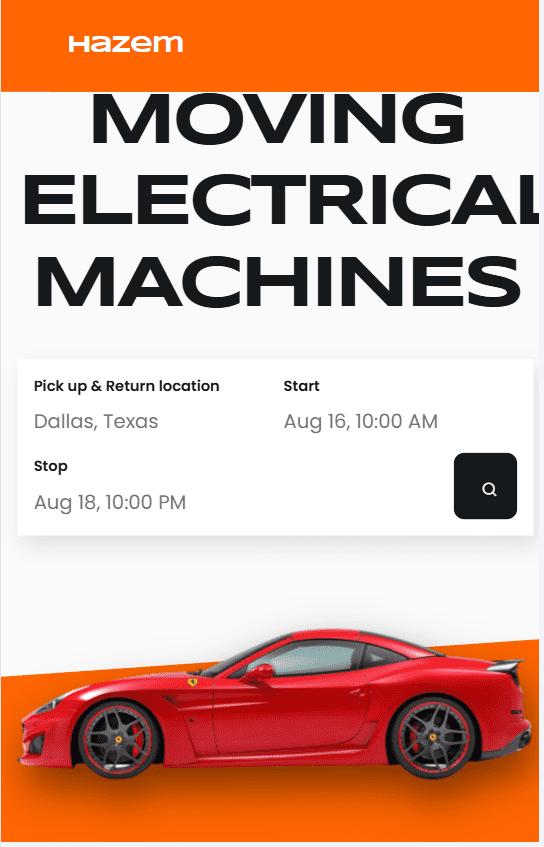 Hazem
MOVING
ELECTRICAL
MACHINES
Pick up & Return location
Start
Dallas, Texas
Aug 16, 10:00 AM
Stop
Aug 18, 10:00 PM